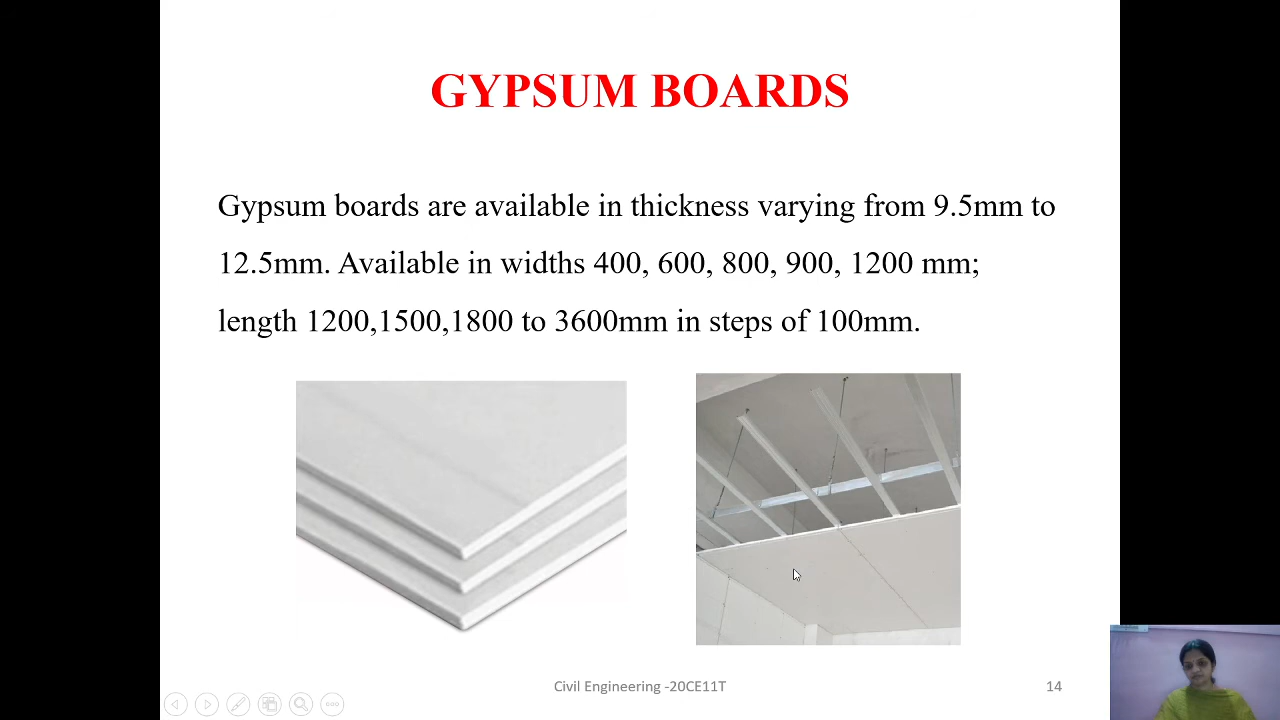 GYPSUM BOARDS
Gypsum boards are available in thickness varying from 9.5mm to
12.5mm. Available in widths 400, 600, 800, 900, 1200 mm;
length 1200,1500,1800 to 3600mm in steps of 100mm.
Civil Engineering -20CE11T
14